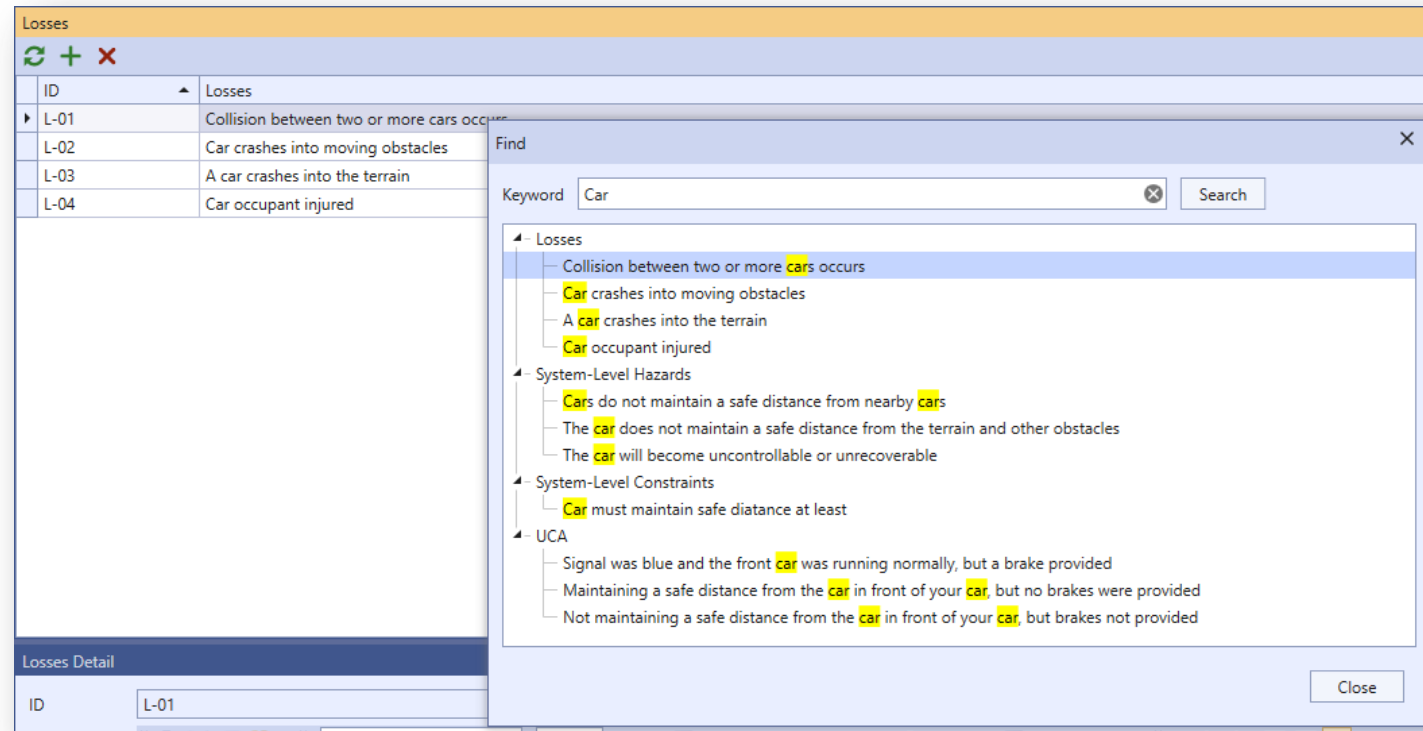 Losses
ID Losses
L-01 Collision between two or more cars occurs
L-02 Car crashes into moving obstacles
L-03 A car crashes into the terrain
L-04 Car occupant injured
Find
Keyword Car Search
Losses
Collision between two or more cars occurs
Car crashes into moving obstacles
A car crashes into the terrain
Car occupant injured
System-Level Hazards
Cars do not maintain a safe distance from nearby cars
The car does not maintain a safe distance from the terrain and other obstacles
The car will become uncontrollable or unrecoverable
System-Level Constraints
Car must maintain safe diatance at least
UCA
Signal was blue and the front car was running normally, but a brake provided
Maintaining a safe distance from the car in front of your car, but no brakes were provided
Not maintaining a safe distance from the car in front of your car, but brakes not provided
Close
Losses Detail
ID L-01